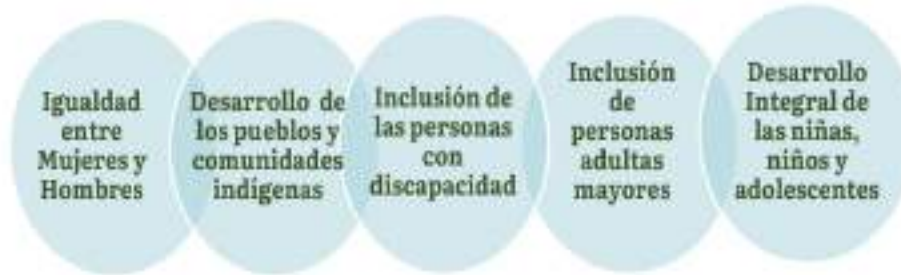 Igualdad
entre
Mujeres y
Hombres
Desarrollo de
los pueblos y
comunidades
indígenas
Inclusión de
las personas
con
discapacidad
Inclusión
de
personas
adultas
mayores
Desarrollo
Integral de
las niñas,
niños y
adolescentes